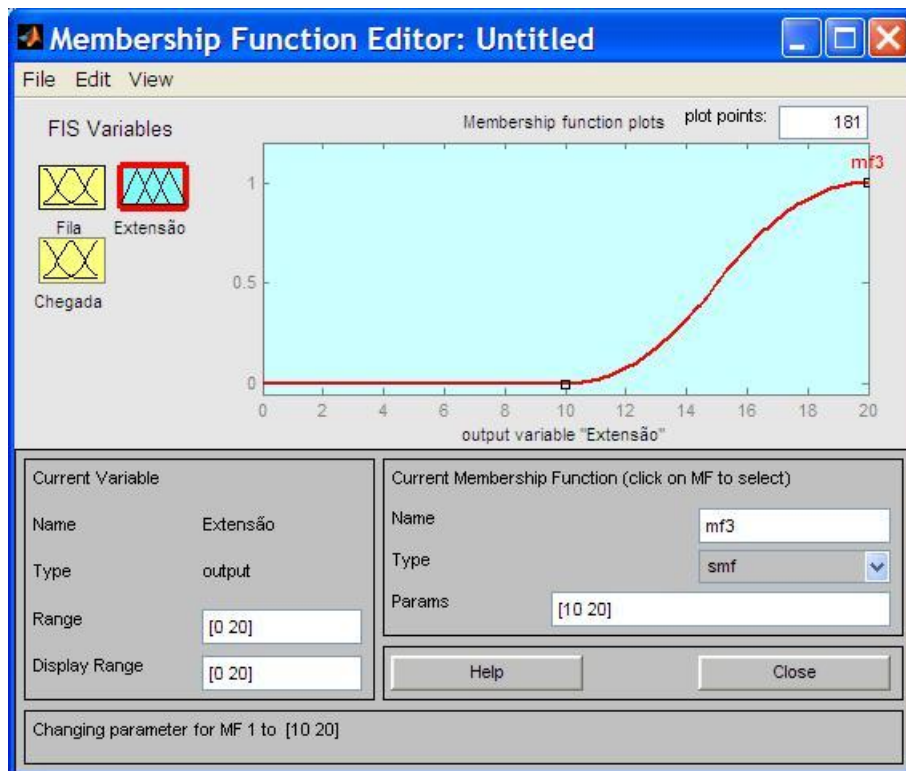 Membership Function Editor: Untitled
File Edit View
FIS Variables
Membership function plots
plot points:
181
Fila
Extensão
Chegada
mf3
1
0.5
0
0 2 4 6 8 10 12 14 16 18 20
output variable "Extensão"
Current Variable
Name Extensão
Type output
Range [0 20]
Display Range [0 20]
Current Membership Function (click on MF to select)
Name mf3
Type smf
Params [10 20]
Help
Close
Changing parameter for MF 1 to [10 20]